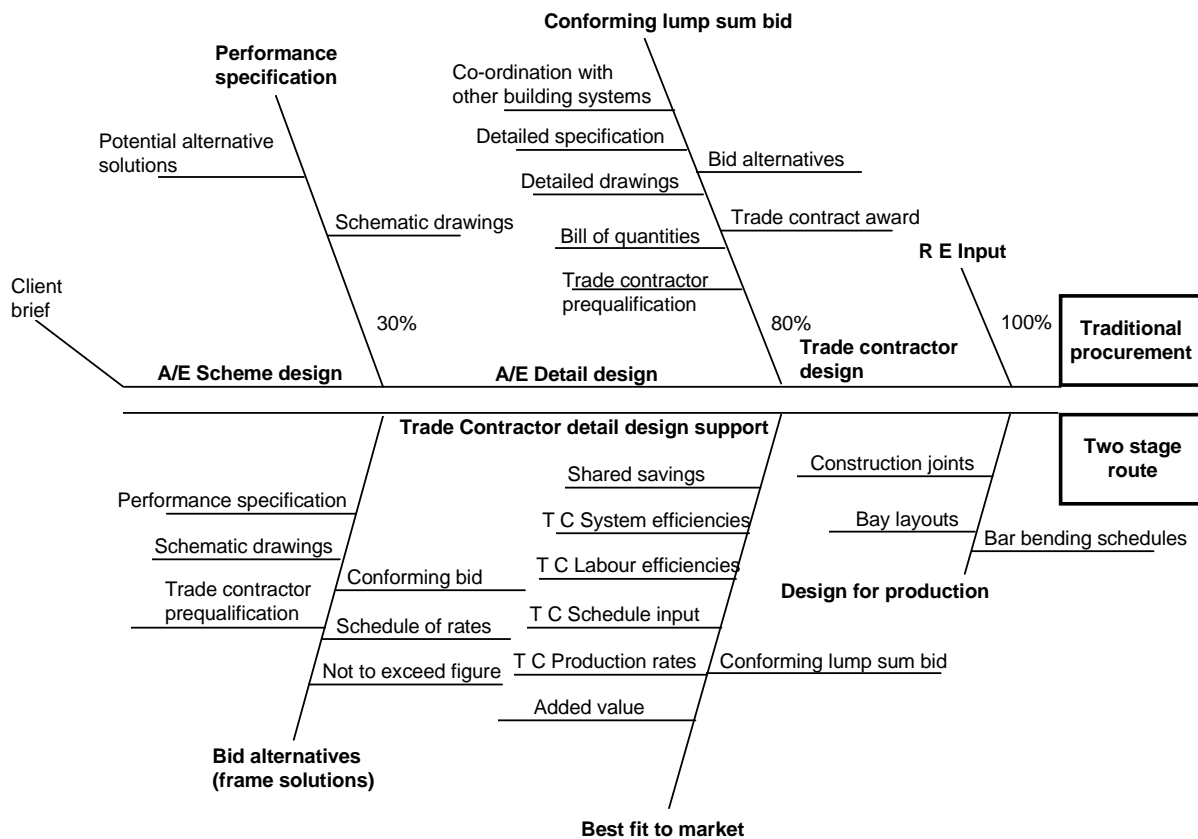 Conforming lump sum bid
Performance
specification
Co-ordination with
other building systems
Potential alternative
solutions
Detailed specification
Bid alternatives
Detailed drawings
Schematic drawings
Trade contract award
Bill of quantities
R E Input
Trade contractor
prequalification
Client
brief
30%
80%
100%
Traditional
procurement
A/E Scheme design
A/E Detail design
Trade contractor
design
Trade Contractor detail design support
Two stage
route
Shared savings
Construction joints
Performance specification
T C System efficiencies
Bay layouts
Bar bending schedules
Schematic drawings
T C Labour efficiencies
Conforming bid
Design for production
Trade contractor
prequalification
T C Schedule input
Schedule of rates
Not to exceed figure
T C Production rates
Conforming lump sum bid
Added value
Bid alternatives
(frame solutions)
Best fit to market